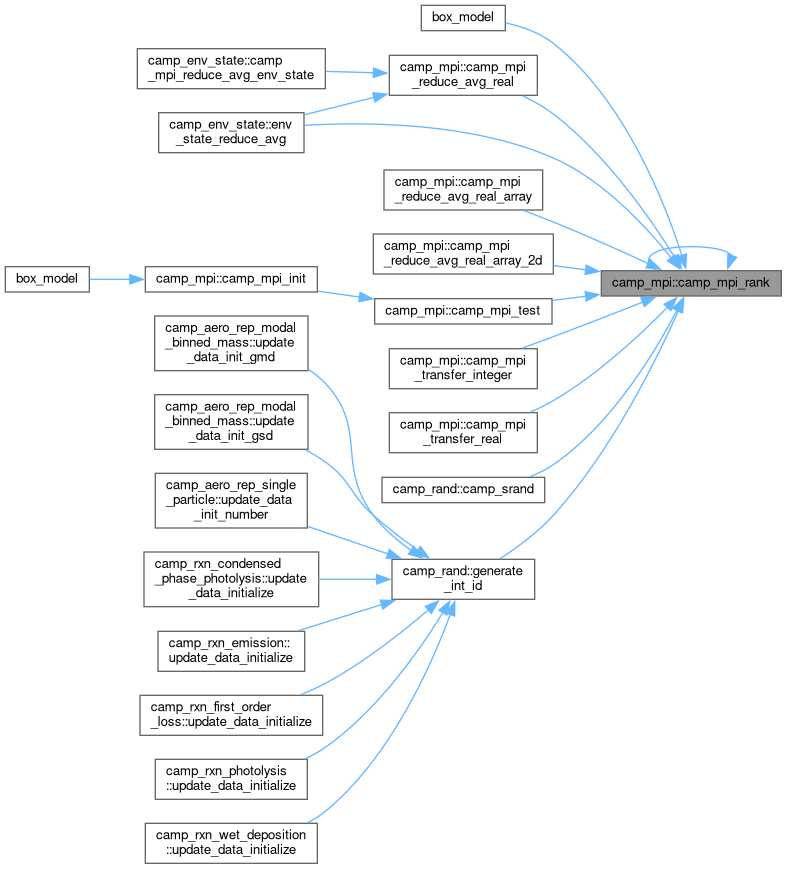 box_model
camp_env_state::camp
_mpi_reduce_avg_env_state
camp_mpi::camp_mpi
_reduce_avg_real
camp_env_state::env
_state_reduce_avg
camp_mpi::camp_mpi
_reduce_avg_real_array
camp_mpi::camp_mpi
_reduce_avg_real_array_2d
box_model
camp_mpi::camp_mpi_init
camp_mpi::camp_mpi_rank
camp_mpi::camp_mpi_test
camp_aero_rep_modal
_binned_mass::update
_data_init_gmd
camp_mpi::camp_mpi
_transfer_integer
camp_aero_rep_modal
_binned_mass::update
_data_init_gsd
camp_mpi::camp_mpi
_transfer_real
camp_aero_rep_single
_particle::update_data
_init_number
camp_rand::camp_srand
camp_rxn_condensed
_phase_photolysis::update
_data_initialize
camp_rand::generate
_int_id
camp_rxn_emission::
update_data_initialize
camp_rxn_first_order
_loss::update_data_initialize
camp_rxn_photolysis
::update_data_initialize
camp_rxn_wet_deposition
::update_data_initialize